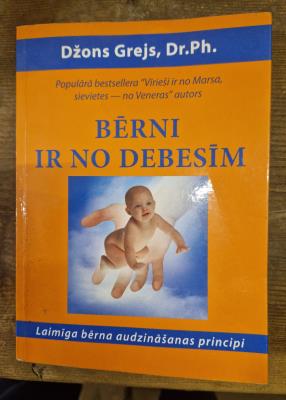 Džons Grejs, Dr.Ph.
Populārā bestsellera "Vīrieši ir no Marsa,
sievietes — no Veneras" autors
BĒRNI
IR NO DEBESĪM
Laimīga bērna audzināšanas principi